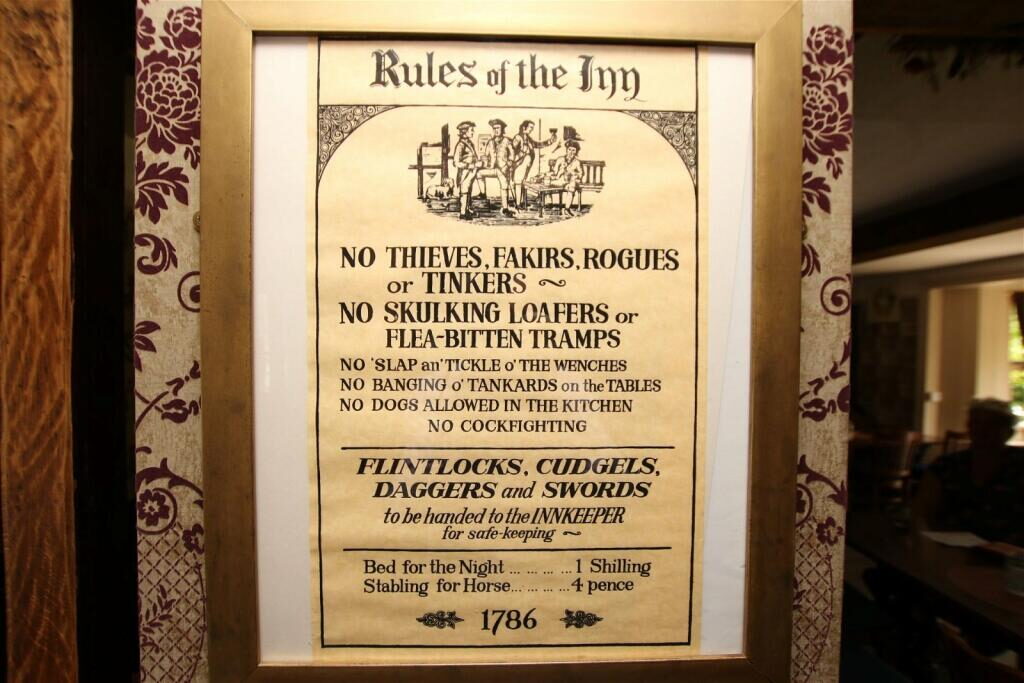 Rules of the Inn
NO THIEVES, FAKIRS, ROGUES
or TINKERS ~
NO SKULKING LOAFERS or
FLEA-BITTEN TRAMPS
NO 'SLAP an' TICKLE o' THE WENCHES
NO BANGING o' TANKARDS on the TABLES
NO DOGS ALLOWED IN THE KITCHEN
NO COCKFIGHTING
FLINTLOCKS, CUDGELS,
DAGGERS and SWORDS
to be handed to the INNKEEPER
for safe-keeping ~
Bed for the Night ... ... ... ... 1 Shilling
Stabling for Horse... ... ... 4 pence
1786